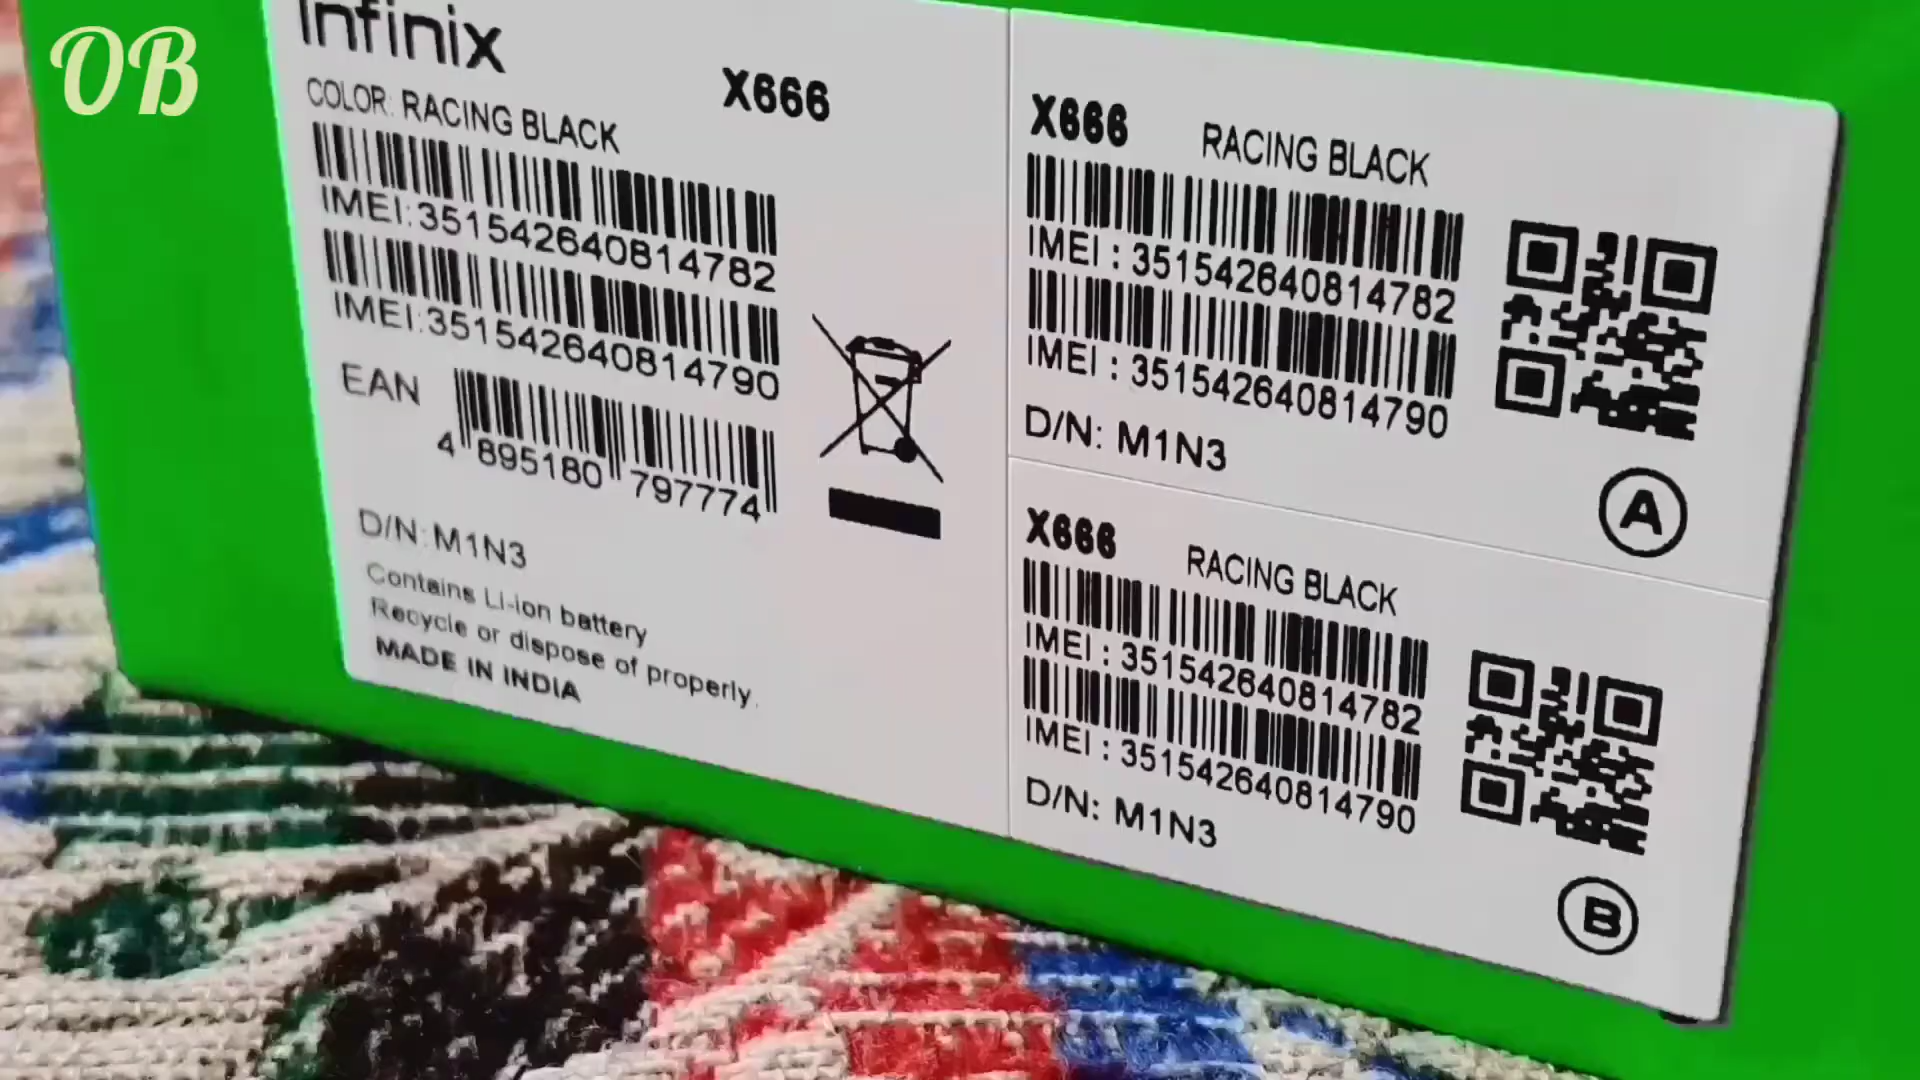 OB
Infinix
X666
COLOR: RACING BLACK
IMEI:351542640814782
IMEI:351542640814790
EAN
4 895180 797774
D/N: M1N3
Contains Li-ion battery
Recycle or dispose of properly.
MADE IN INDIA
X666 RACING BLACK
IMEI : 351542640814782
IMEI : 351542640814790
D/N: M1N3
A
X666 RACING BLACK
IMEI : 351542640814782
IMEI : 351542640814790
D/N: M1N3
B